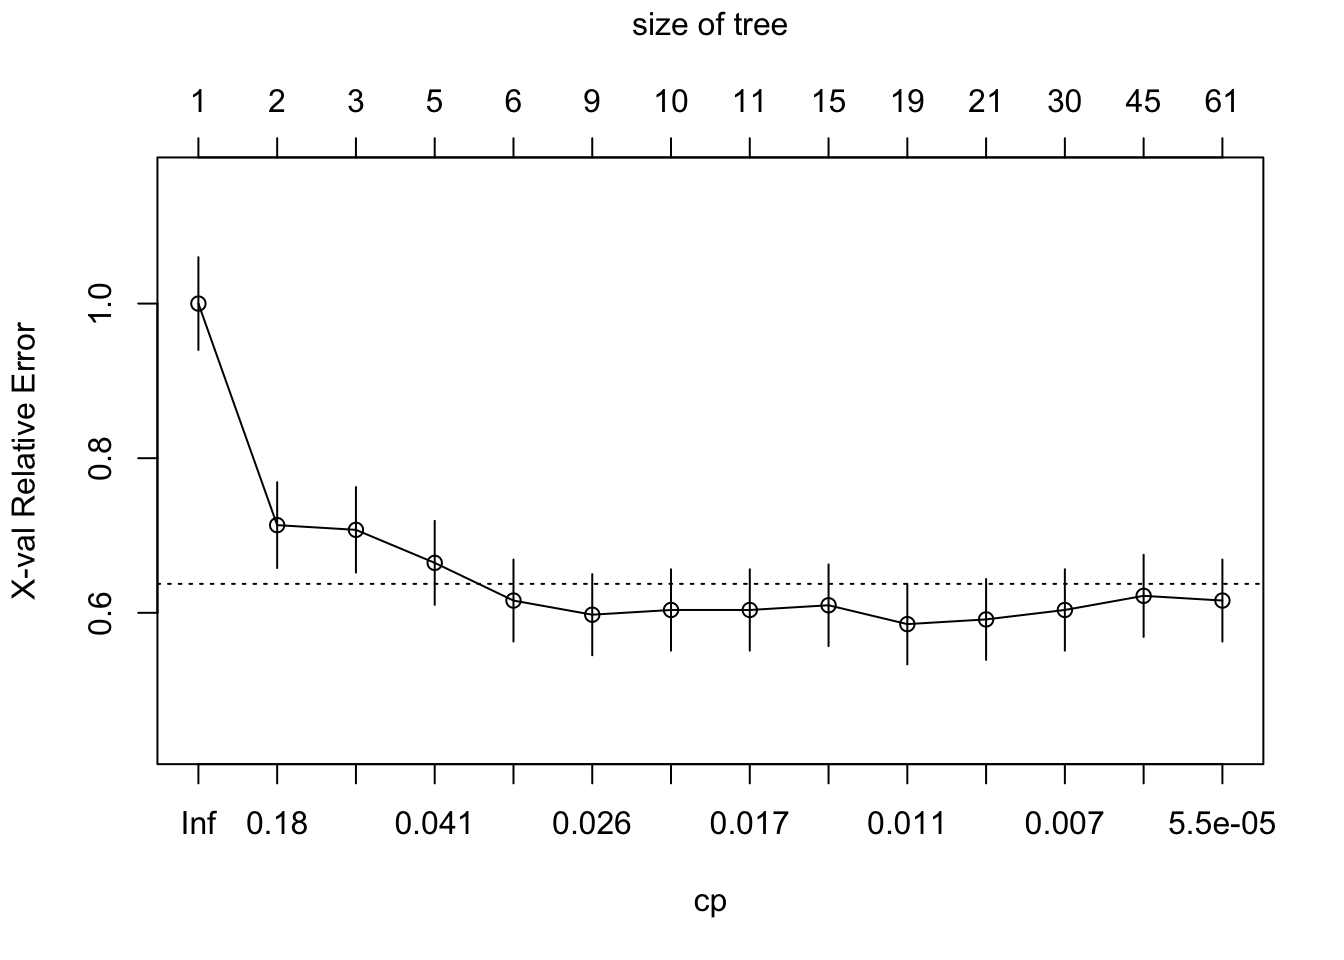 size of tree
1 2 3 5 6 9 10 11 15 19 21 30 45 61
X-val Relative Error
1.0
0.8
0.6
Inf 0.18 0.041 0.026 0.017 0.011 0.007 5.5e-05
cp